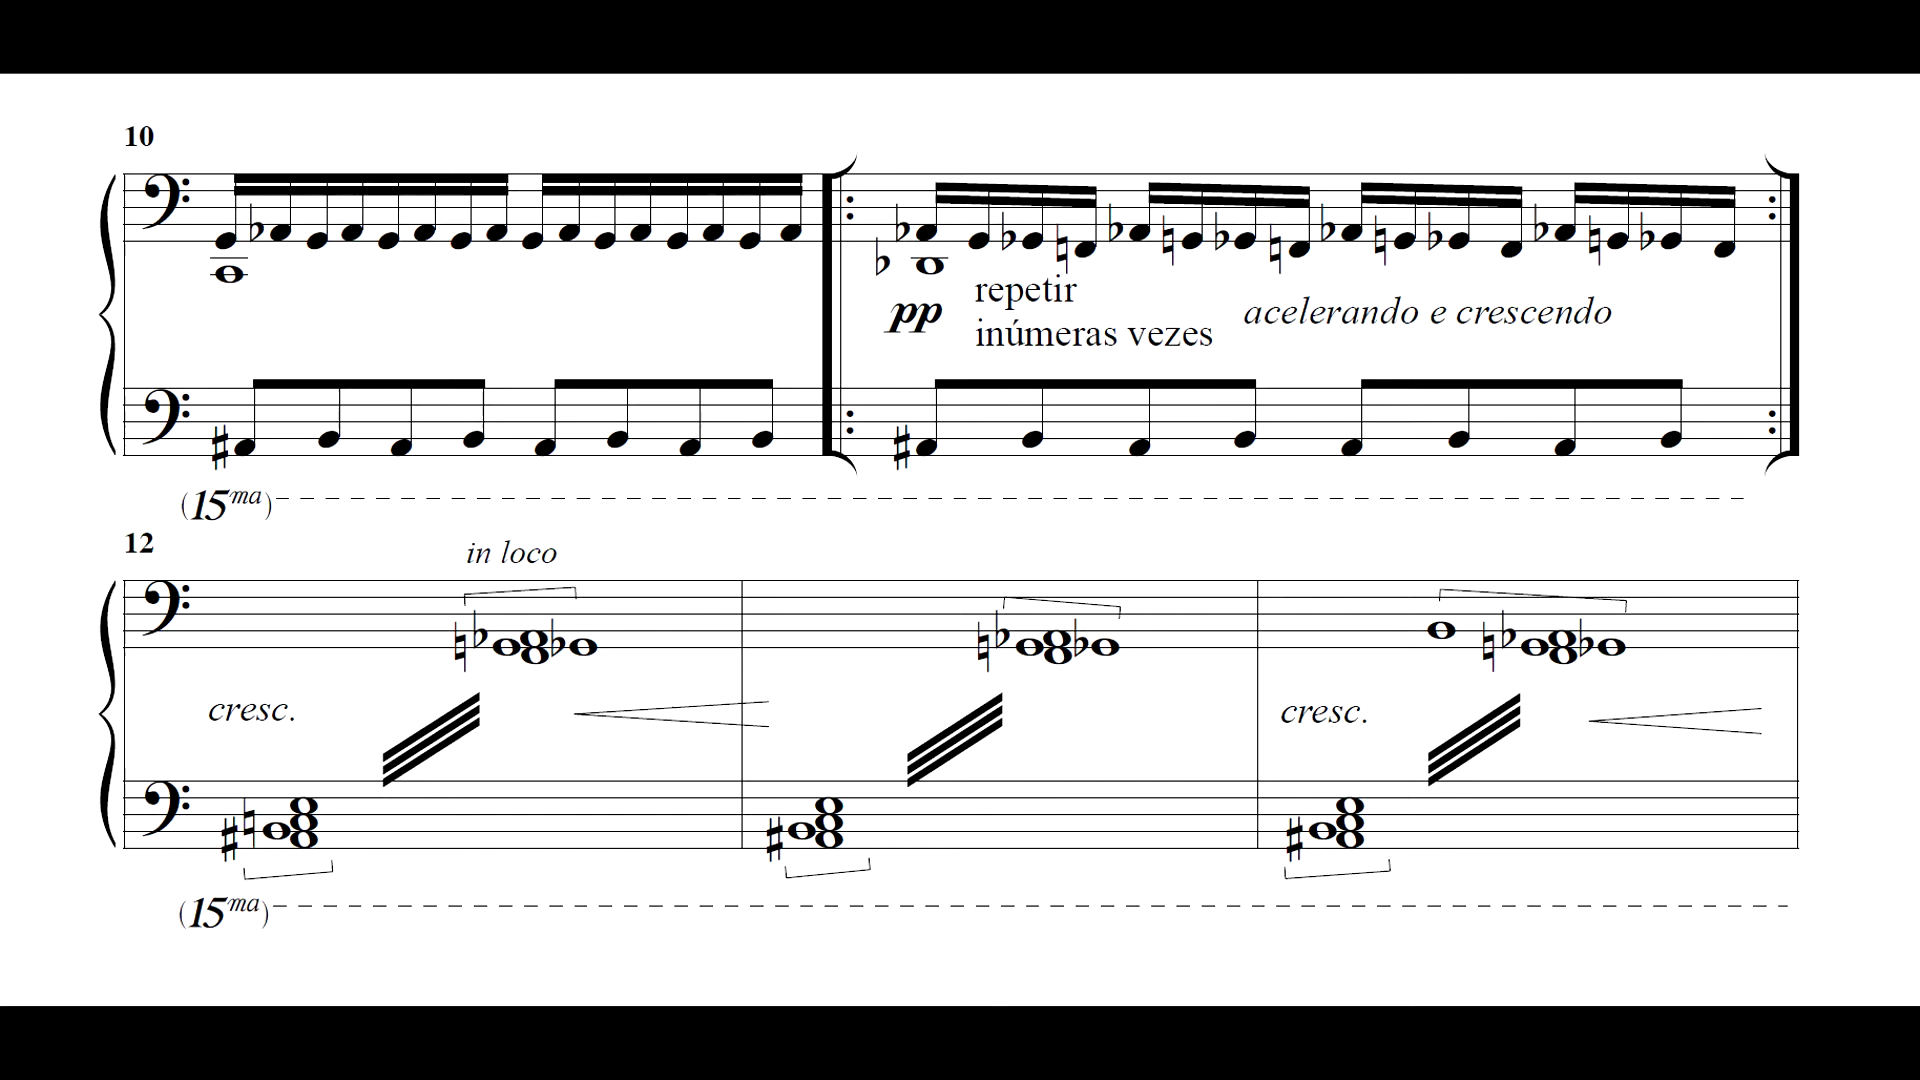 10
pp
repetir
inúmeras vezes
acelerando e crescendo
(15ma)
12
in loco
cresc.
cresc.
(15ma)